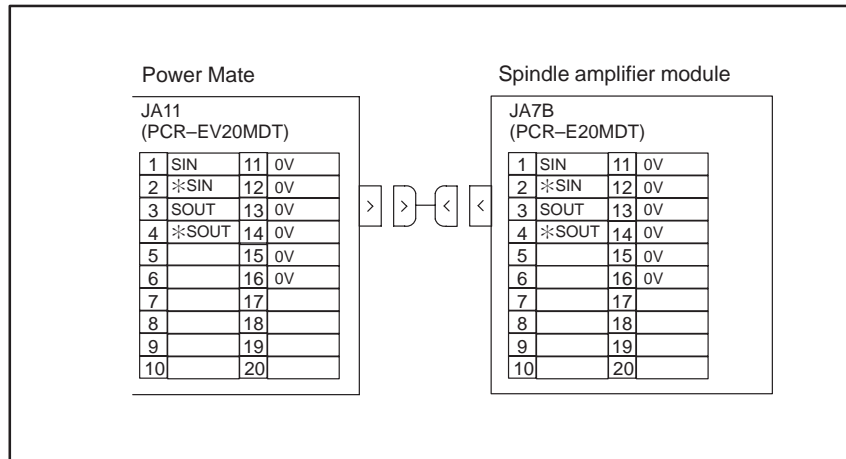 Power Mate
JA11
(PCR–EV20MDT)
1 SIN 11 0V
2 ✽SIN 12 0V
3 SOUT 13 0V
4 ✽SOUT 14 0V
5 15 0V
6 16 0V
7 17
8 18
9 19
10 20
> > < <
Spindle amplifier module
JA7B
(PCR–E20MDT)
1 SIN 11 0V
2 ✽SIN 12 0V
3 SOUT 13 0V
4 ✽SOUT 14 0V
5 15 0V
6 16 0V
7 17
8 18
9 19
10 20